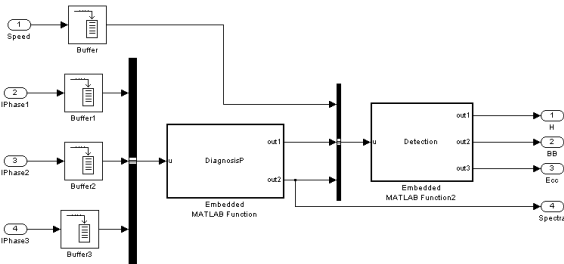 1
Speed
Buffer
2
IPhase1
Buffer1
3
IPhase2
Buffer2
4
IPhase3
Buffer3
u
DiagnosisP
out1
out2
Embedded
MATLAB Function
u
Detection
out1
out2
out3
Embedded
MATLAB Function2
1
H
2
BB
3
Ecc
4
Spectra